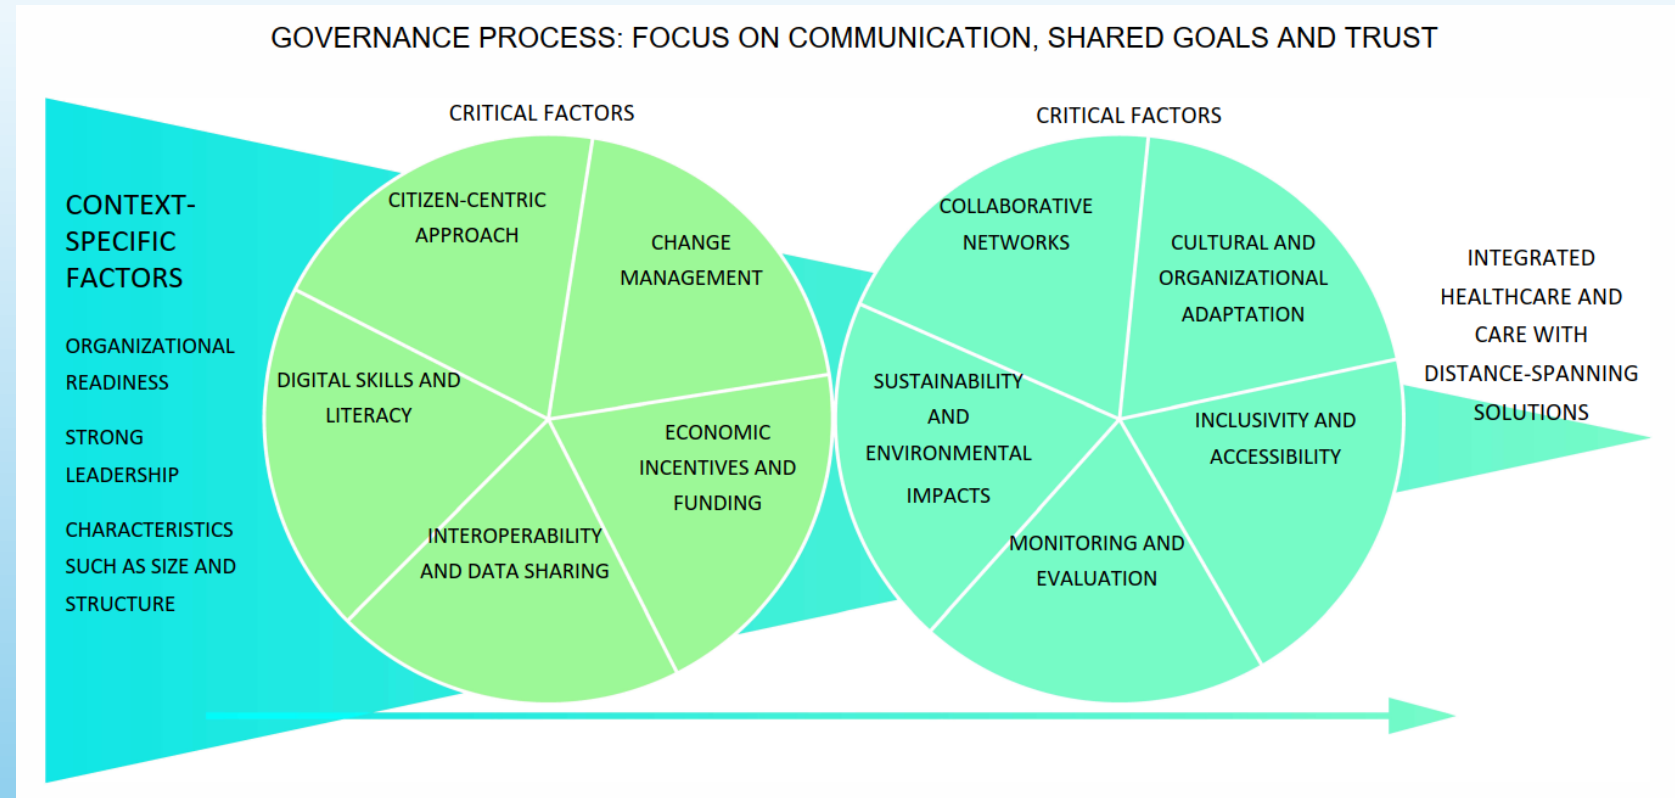 GOVERNANCE PROCESS: FOCUS ON COMMUNICATION, SHARED GOALS AND TRUST
CONTEXT-
SPECIFIC
FACTORS
ORGANIZATIONAL
READINESS
STRONG
LEADERSHIP
CHARACTERISTICS
SUCH AS SIZE AND
STRUCTURE
CRITICAL FACTORS
CITIZEN-CENTRIC
APPROACH
CHANGE
MANAGEMENT
DIGITAL SKILLS AND
LITERACY
ECONOMIC
INCENTIVES AND
FUNDING
INTEROPERABILITY
AND DATA SHARING
CRITICAL FACTORS
COLLABORATIVE
NETWORKS
CULTURAL AND
ORGANIZATIONAL
ADAPTATION
SUSTAINABILITY
AND
ENVIRONMENTAL
IMPACTS
INCLUSIVITY AND
ACCESSIBILITY
MONITORING AND
EVALUATION
INTEGRATED
HEALTHCARE AND
CARE WITH
DISTANCE-SPANNING
SOLUTIONS